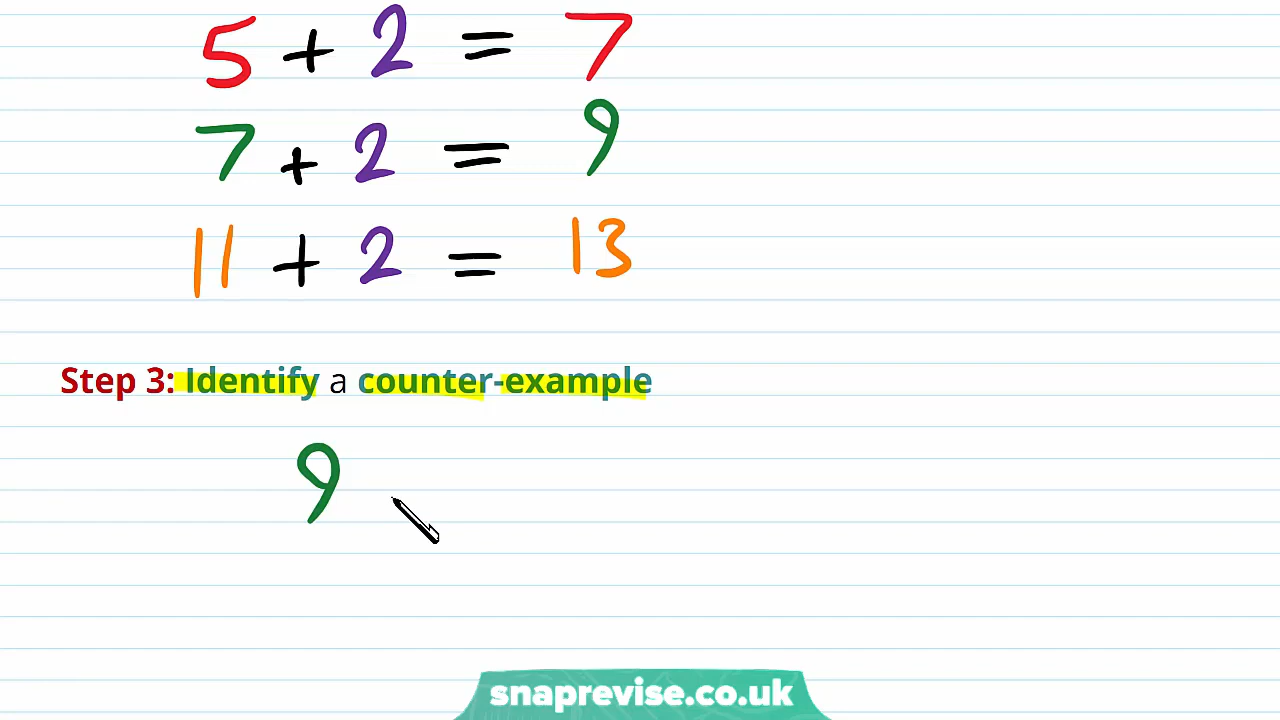 5 + 2 = 7
7 + 2 = 9
11 + 2 = 13
Step 3: Identify a counter-example
9
snaprevise.co.uk